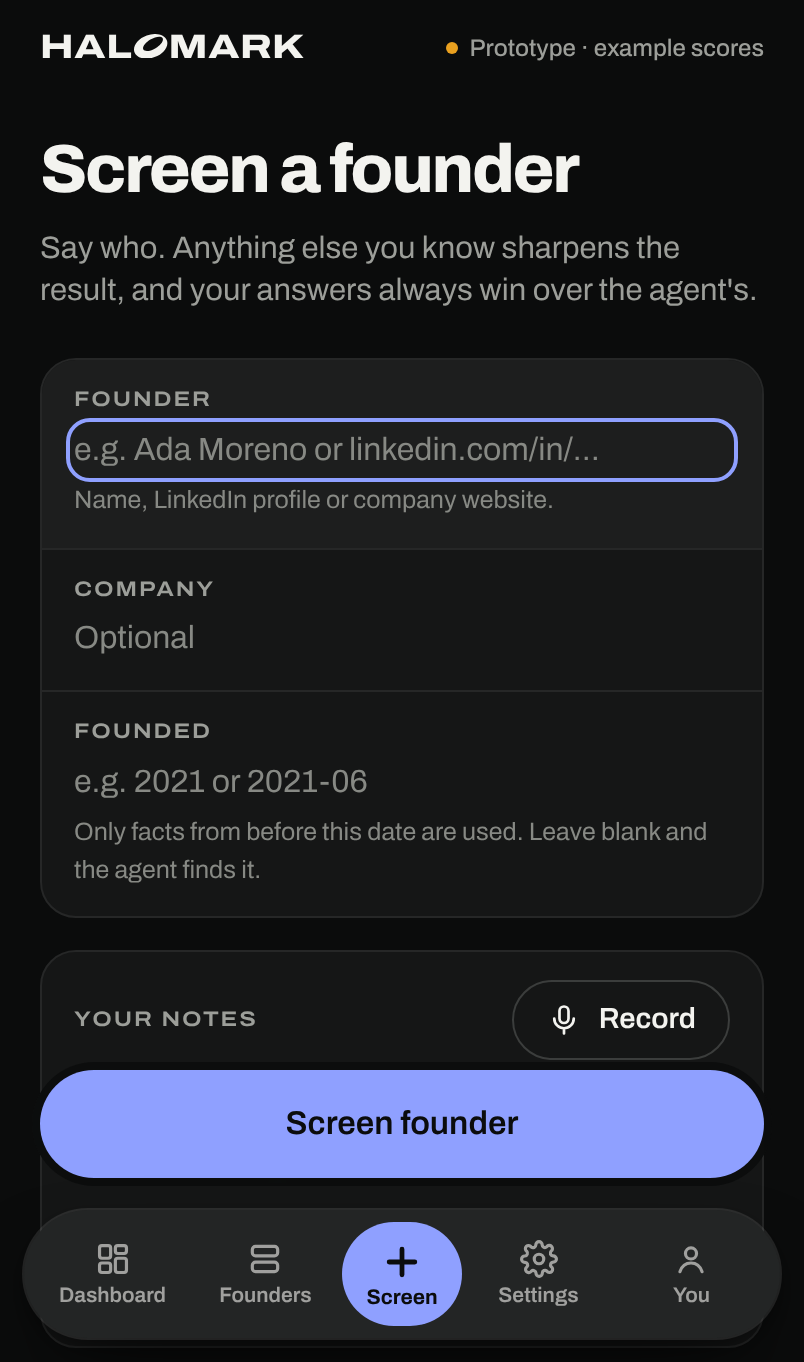 HALOMARK
Prototype · example scores
Screen a founder
Say who. Anything else you know sharpens the
result, and your answers always win over the agent's.
FOUNDER
e.g. Ada Moreno or linkedin.com/in/...
Name, LinkedIn profile or company website.
COMPANY
Optional
FOUNDED
e.g. 2021 or 2021-06
Only facts from before this date are used. Leave blank and
the agent finds it.
YOUR NOTES
Record
Screen founder
Dashboard
Founders
Screen
Settings
You